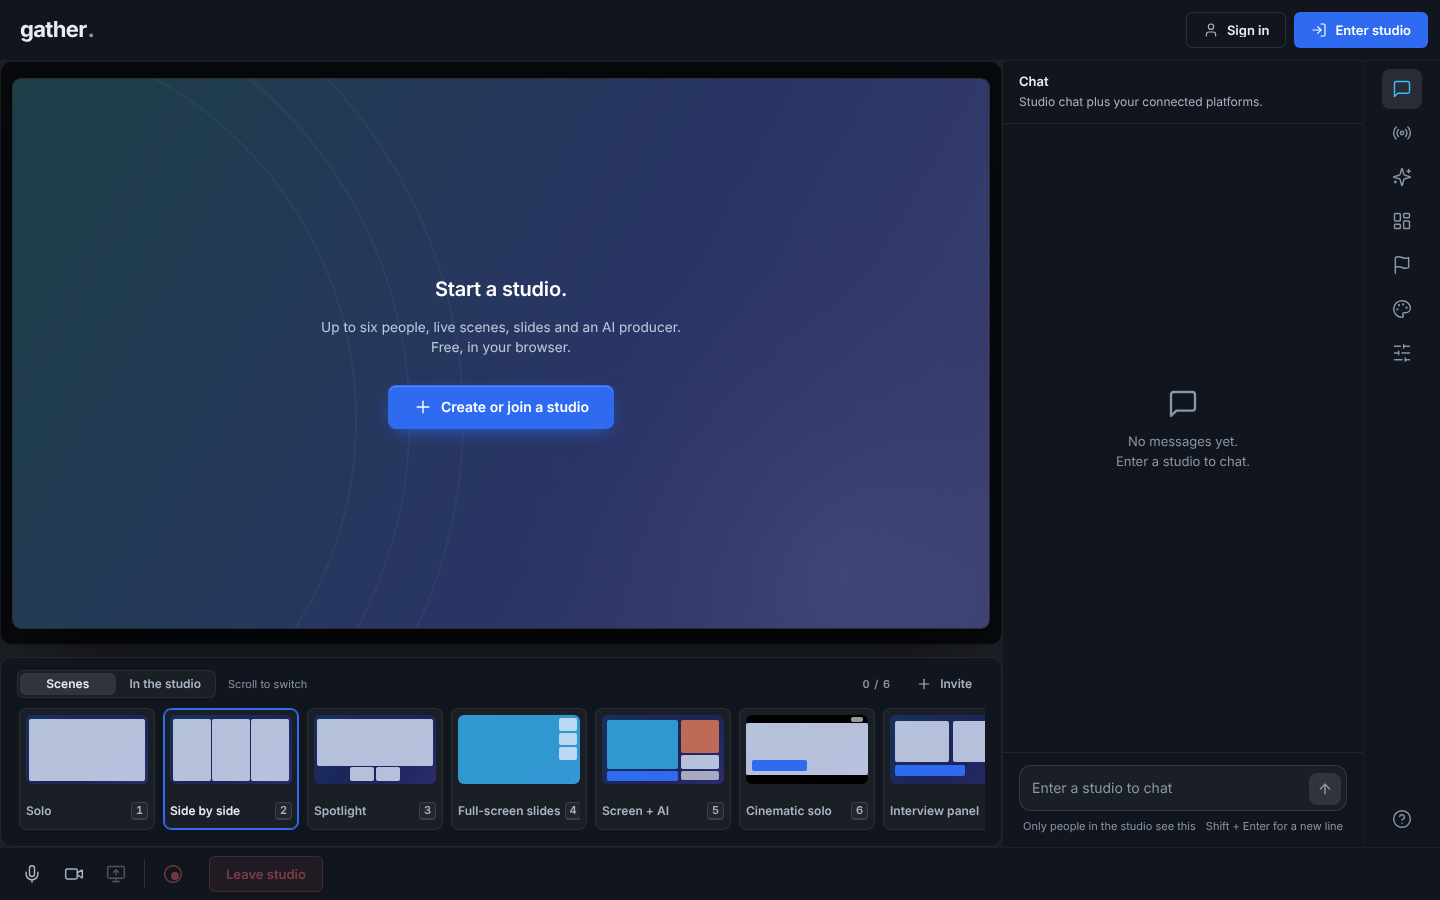 gather.
Sign in
Enter studio
Start a studio.
Up to six people, live scenes, slides and an AI producer.
Free, in your browser.
Create or join a studio
Chat
Studio chat plus your connected platforms.
No messages yet.
Enter a studio to chat.
Scenes
In the studio
Scroll to switch
0 / 6
Invite
Solo 1
Side by side 2
Spotlight 3
Full-screen slides 4
Screen + AI 5
Cinematic solo 6
Interview panel
Enter a studio to chat
Only people in the studio see this
Shift + Enter for a new line
Leave studio